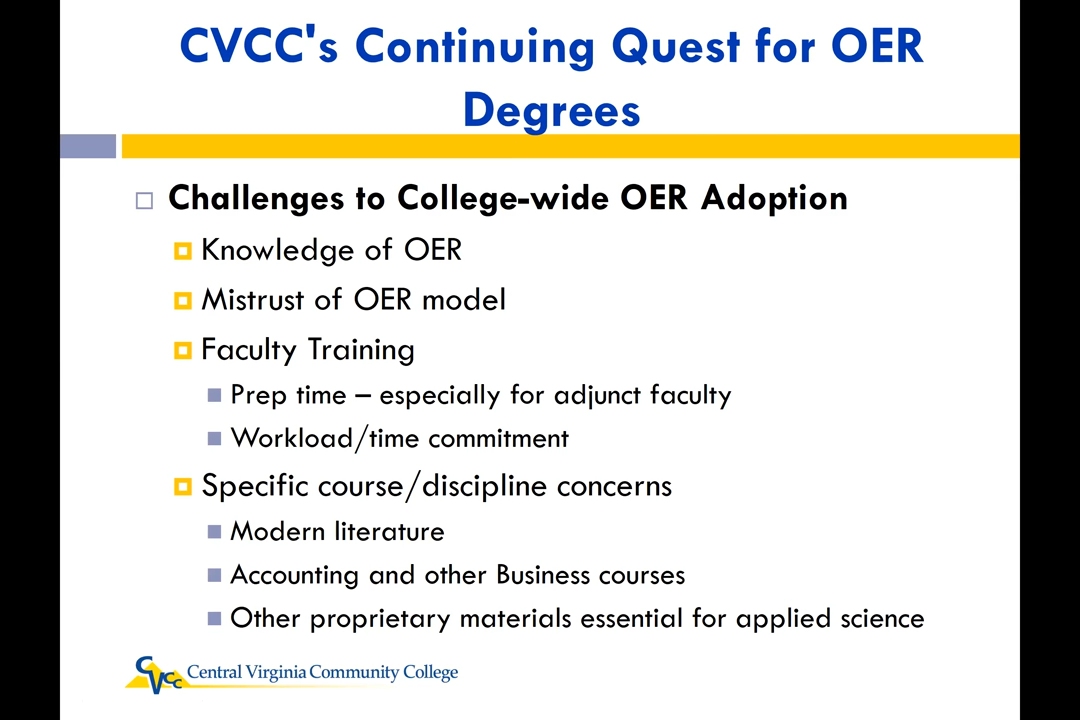 CVCC's Continuing Quest for OER
Degrees
Challenges to College-wide OER Adoption
Knowledge of OER
Mistrust of OER model
Faculty Training
Prep time – especially for adjunct faculty
Workload/time commitment
Specific course/discipline concerns
Modern literature
Accounting and other Business courses
Other proprietary materials essential for applied science
CVCC Central Virginia Community College